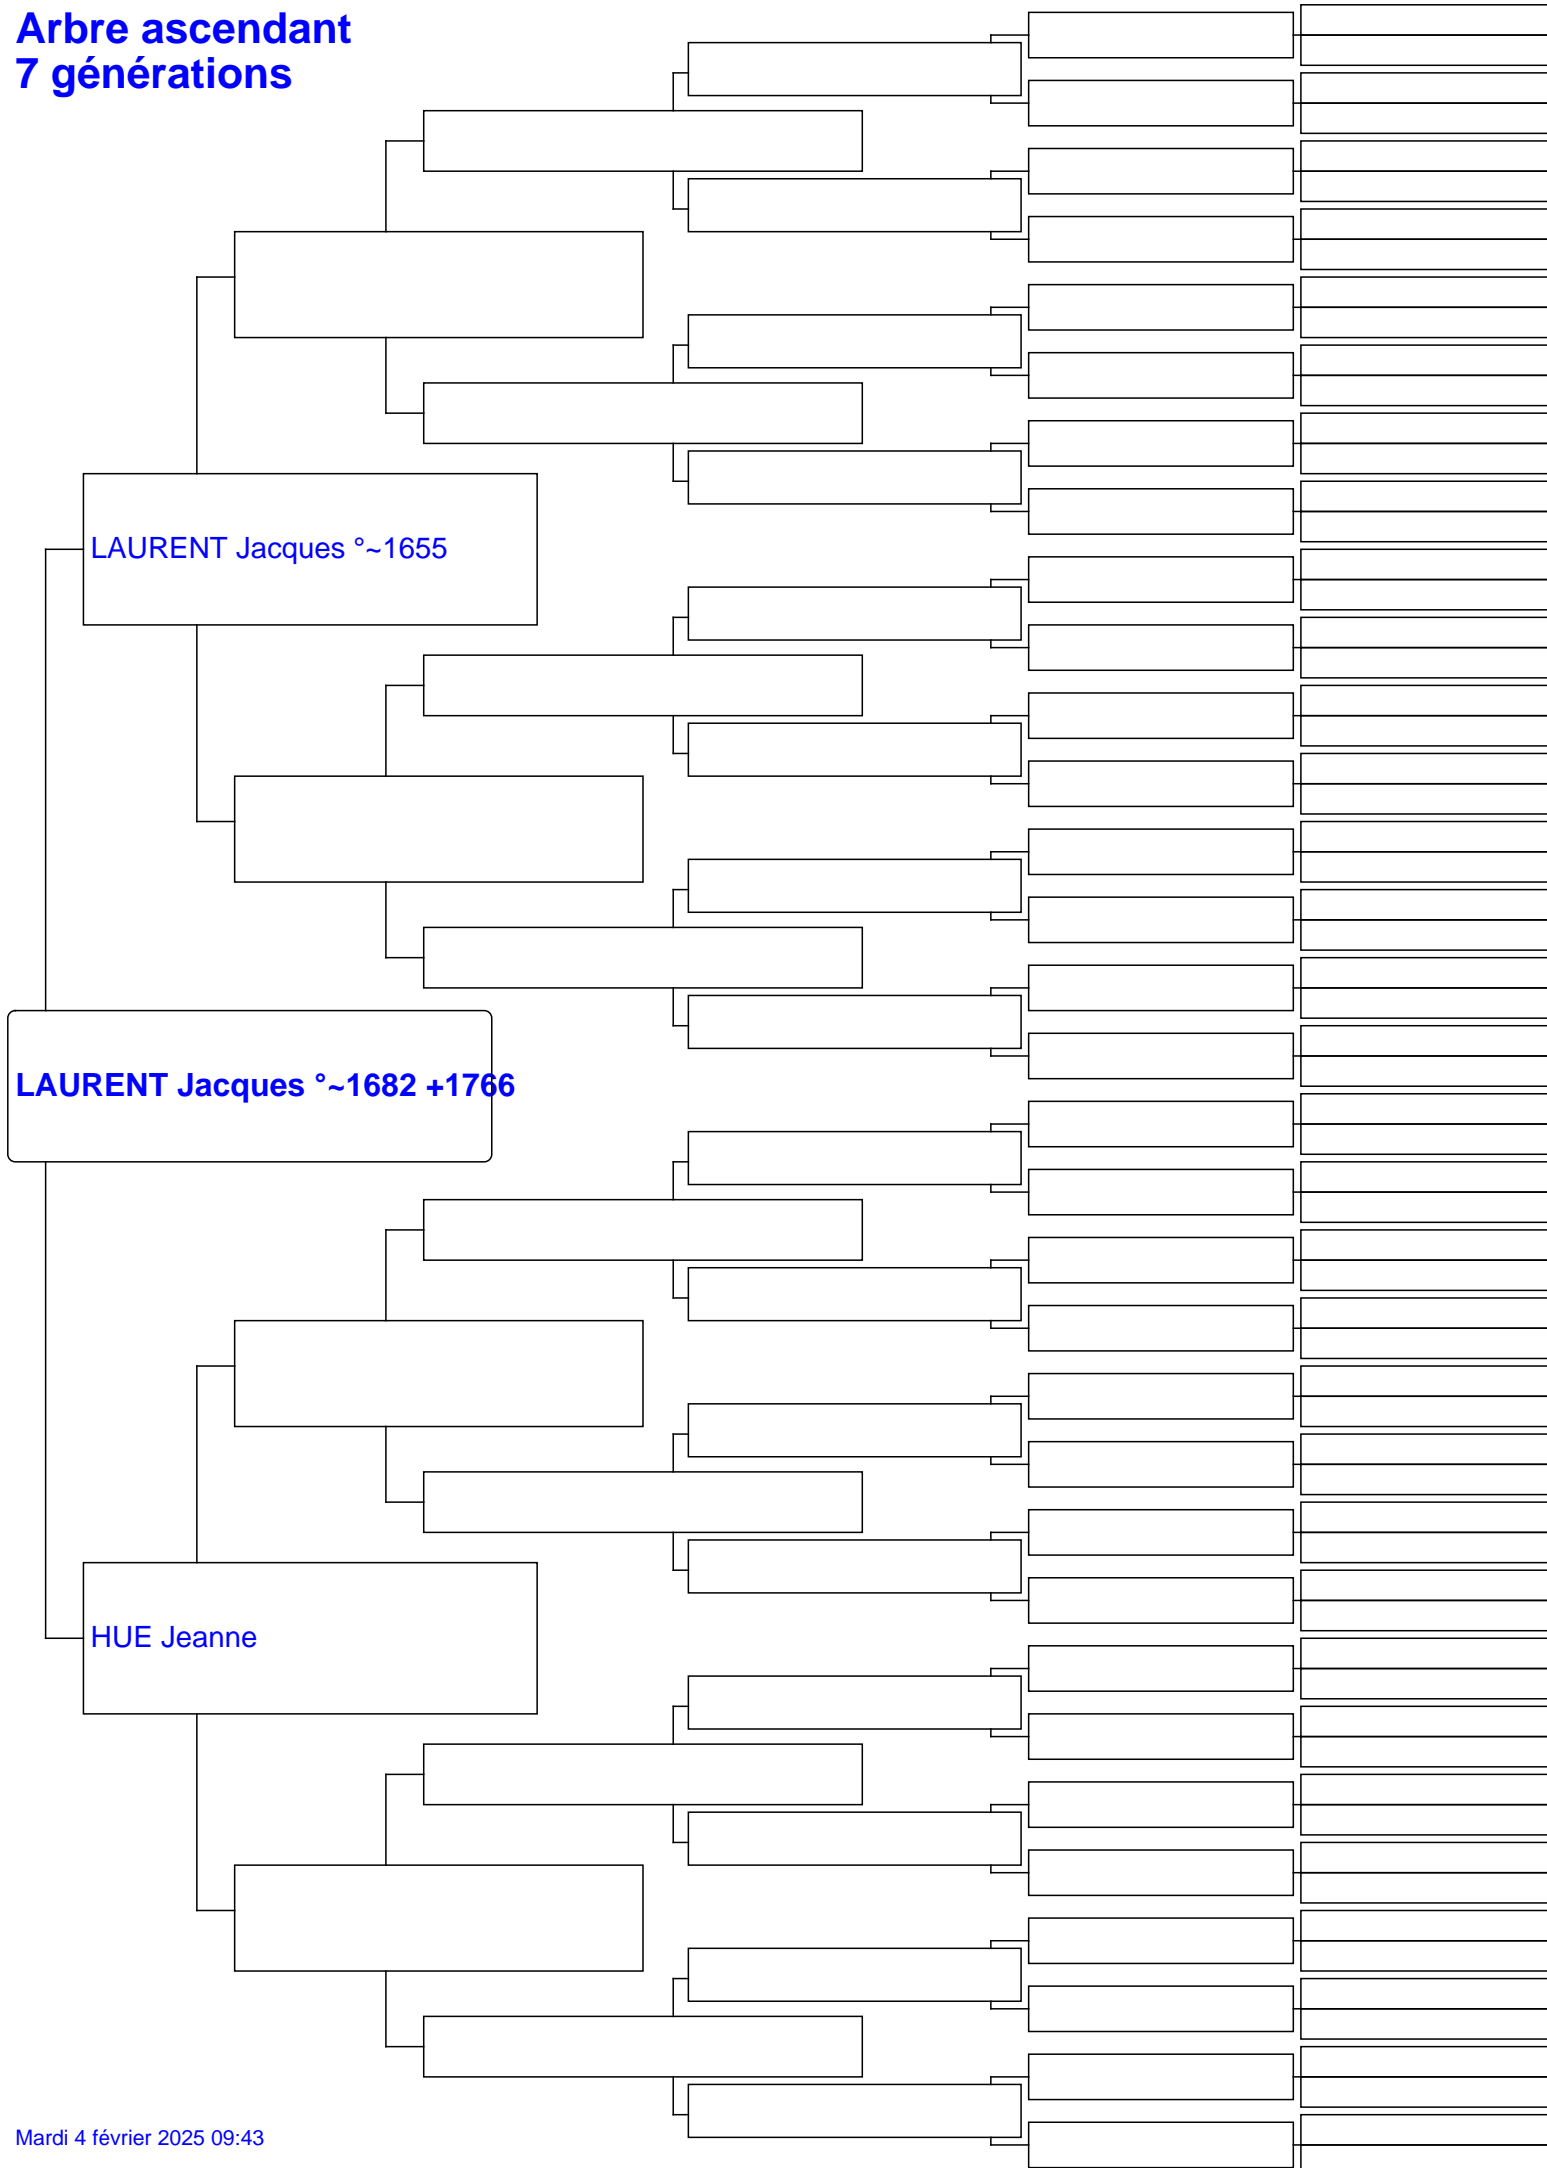 Arbre ascendant
7 générations
LAURENT Jacques °~1655
LAURENT Jacques °~1682 +1766
HUE Jeanne
Mardi 4 février 2025 09:43